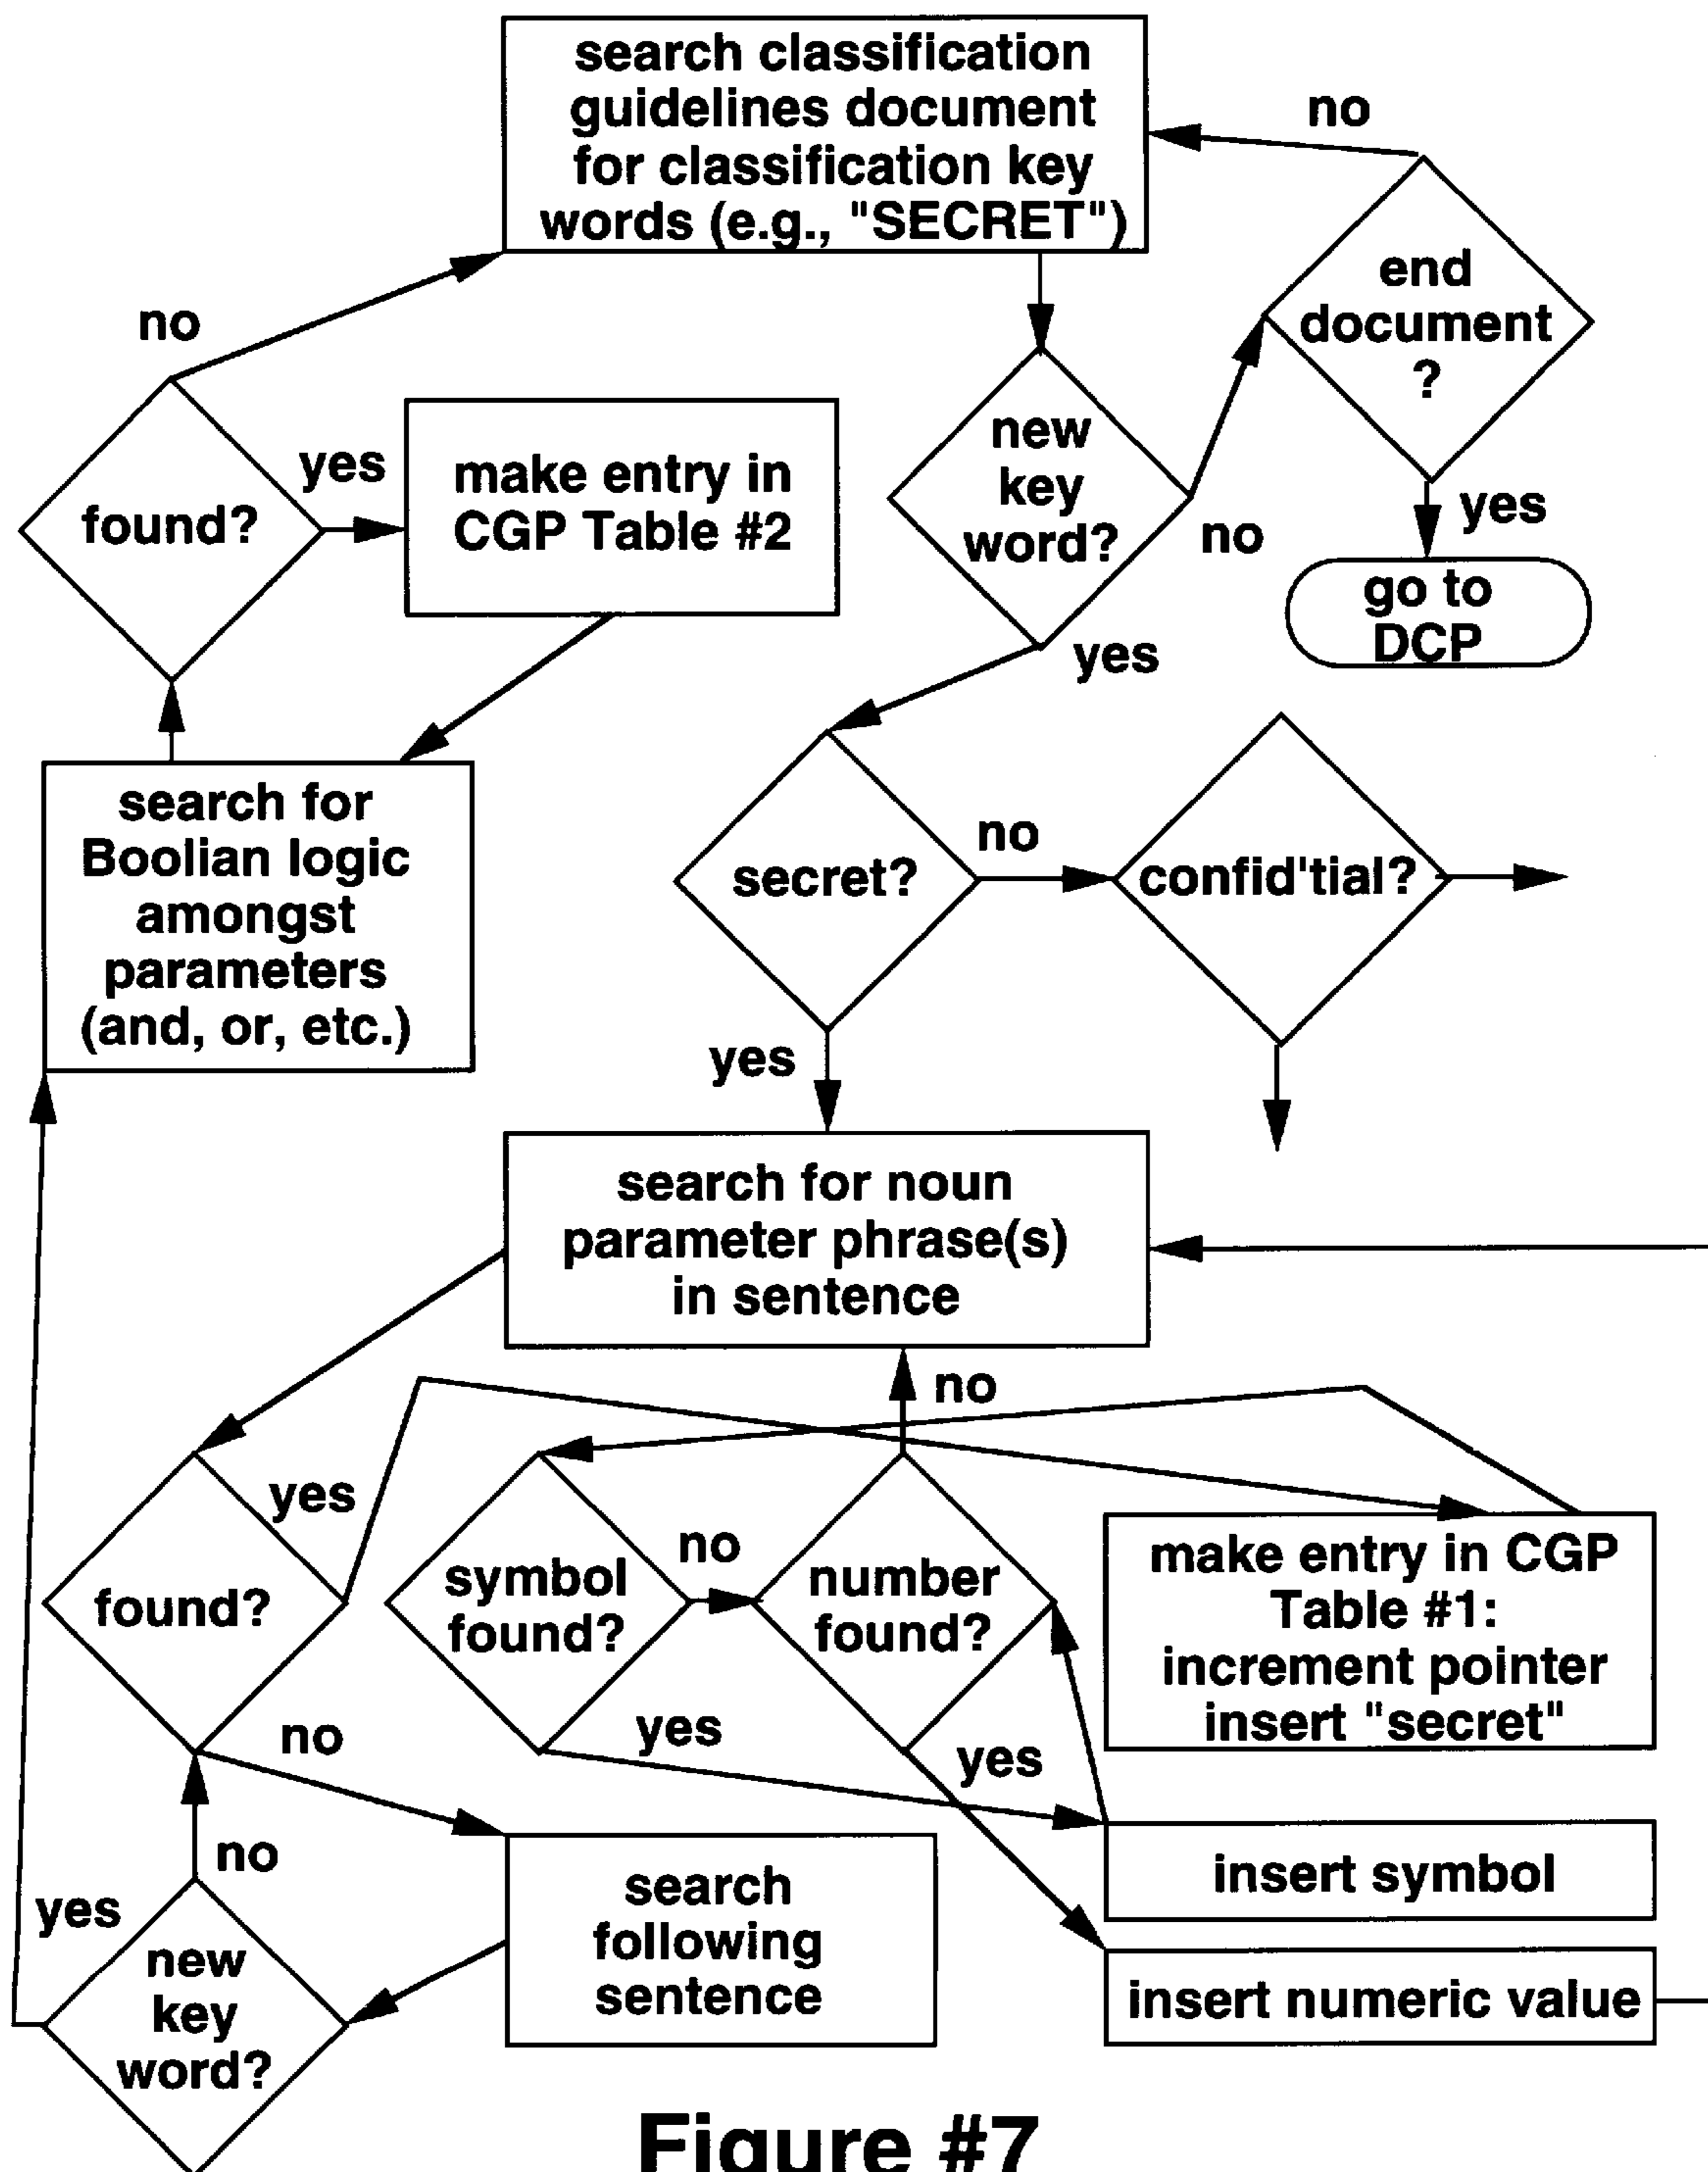 search classification
guidelines document
for classification key
words (e.g., "SECRET")
no
end
document
?
no
new
key
word?
no
yes
go to
DCP
found?
yes
make entry in
CGP Table #2
yes
search for
Boolian logic
amongst
parameters
(and, or, etc.)
secret?
no
confid'tial?
yes
search for noun
parameter phrase(s)
in sentence
no
found?
yes
symbol
found?
no
number
found?
make entry in CGP
Table #1:
increment pointer
insert "secret"
no
yes
yes
insert symbol
no
search
following
sentence
yes
new
key
word?
insert numeric value
Figure #7